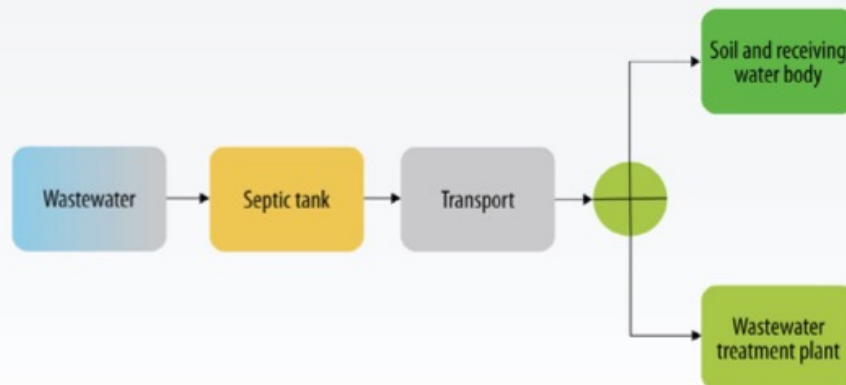 Wastewater
Septic tank
Transport
Soil and receiving
water body
Wastewater
treatment plant